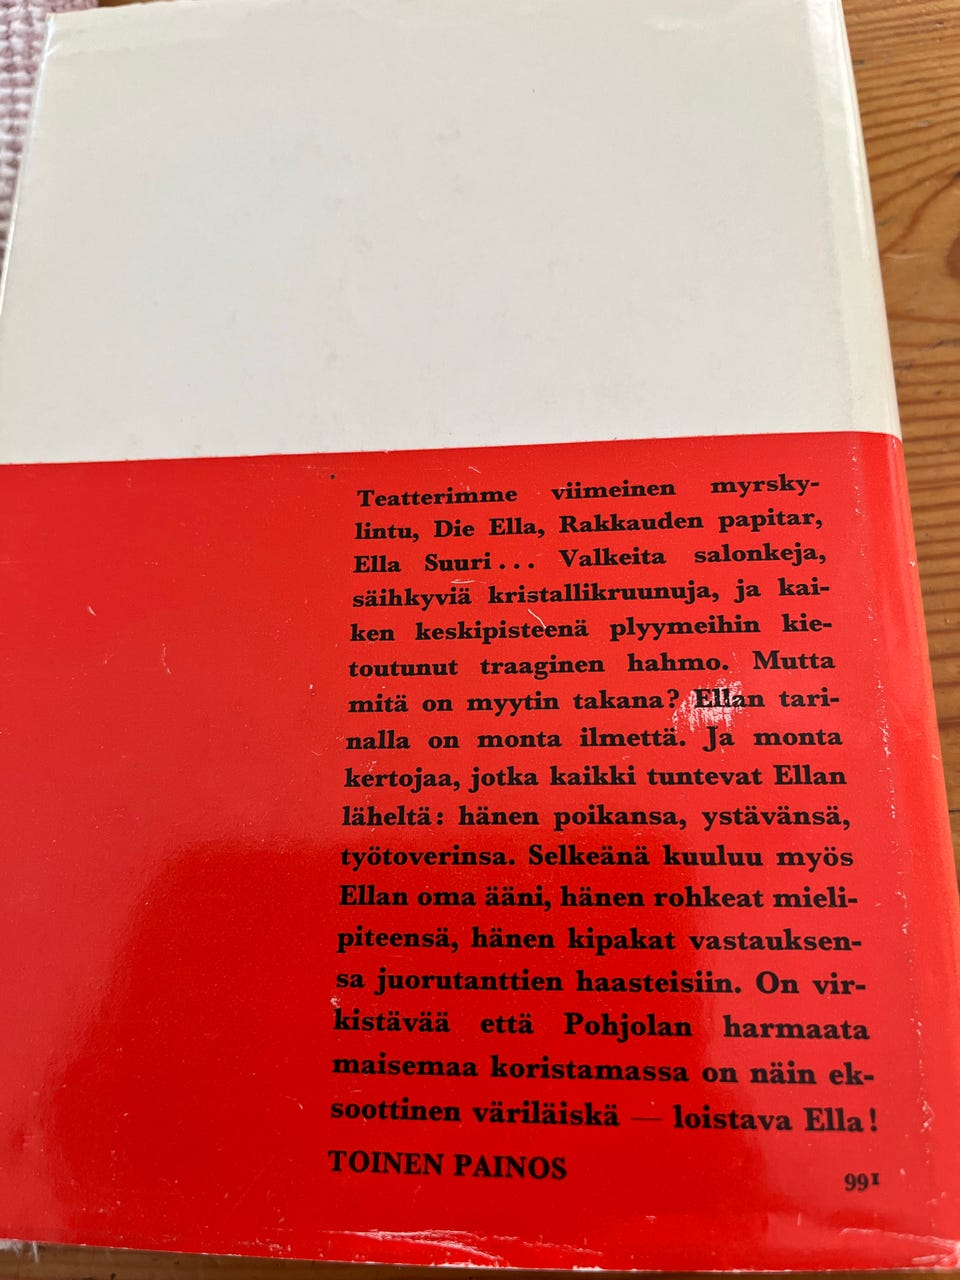 Teatterimme viimeinen myrsky-
lintu, Die Ella, Rakkauden papitar,
Ella Suuri... Valkeita salonkeja,
säihkyviä kristallikruunuja, ja kai-
ken keskipisteenä plyymeihin kie-
toutunut traaginen hahmo. Mutta
mitä on myytin takana? Ellan tari-
nalla on monta ilmettä. Ja monta
kertojaa, jotka kaikki tuntevat Ellan
läheltä: hänen poikansa, ystävänsä,
työtoverinsa. Selkeänä kuuluu myös
Ellan oma ääni, hänen rohkeat mieli-
piteensä, hänen kipakat vastauksen-
sa juorutanttien haasteisiin. On vir-
kistävää että Pohjolan harmaata
maisemaa koristamassa on näin ek-
soottinen väriläiskä — loistava Ella!
TOINEN PAINOS
99¹